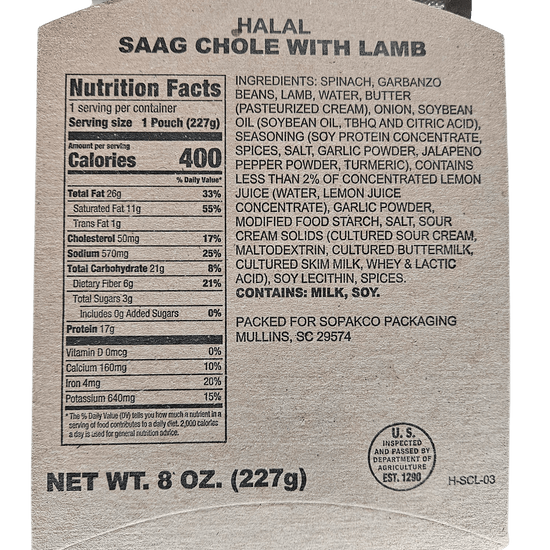 HALAL
SAAG CHOLE WITH LAMB
Nutrition Facts
1 serving per container
Serving size 1 Pouch (227g)
Amount per serving
Calories 400
% Daily Value*
Total Fat 26g 33%
Saturated Fat 11g 55%
Trans Fat 1g
Cholesterol 50mg 17%
Sodium 570mg 25%
Total Carbohydrate 21g 8%
Dietary Fiber 6g 21%
Total Sugars 3g
Includes 0g Added Sugars 0%
Protein 17g
Vitamin D 0mcg 0%
Calcium 160mg 10%
Iron 4mg 20%
Potassium 640mg 15%
*The % Daily Value (DV) tells you how much a nutrient in a
serving of food contributes to a daily diet. 2,000 calories
a day is used for general nutrition advice.
INGREDIENTS: SPINACH, GARBANZO
BEANS, LAMB, WATER, BUTTER
(PASTEURIZED CREAM), ONION, SOYBEAN
OIL (SOYBEAN OIL, TBHQ AND CITRIC ACID),
SEASONING (SOY PROTEIN CONCENTRATE,
SPICES, SALT, GARLIC POWDER, JALAPENO
PEPPER POWDER, TURMERIC), CONTAINS
LESS THAN 2% OF CONCENTRATED LEMON
JUICE (WATER, LEMON JUICE
CONCENTRATE), GARLIC POWDER,
MODIFIED FOOD STARCH, SALT, SOUR
CREAM SOLIDS (CULTURED SOUR CREAM,
MALTODEXTRIN, CULTURED BUTTERMILK,
CULTURED SKIM MILK, WHEY & LACTIC
ACID), SOY LECITHIN, SPICES.
CONTAINS: MILK, SOY.
PACKED FOR SOPAKCO PACKAGING
MULLINS, SC 29574
U. S.
INSPECTED
AND PASSED BY
DEPARTMENT OF
AGRICULTURE
EST. 1290
H-SCL-03
NET WT. 8 OZ. (227g)